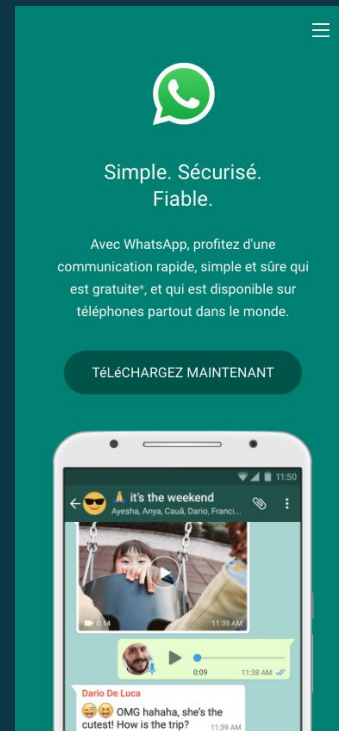 Simple. Sécurisé.
Fiable.
Avec WhatsApp, profitez d'une
communication rapide, simple et sûre qui
est gratuite*, et qui est disponible sur
téléphones partout dans le monde.
TéLéCHARGEZ MAINTENANT
11:50
it's the weekend
Ayesha, Anya, Cauã, Dario, Franci...
0:14 11:35 AM
0:09 11:38 AM
Dario De Luca
OMG hahaha, she's the
cutest! How is the trip? 11:39 AM